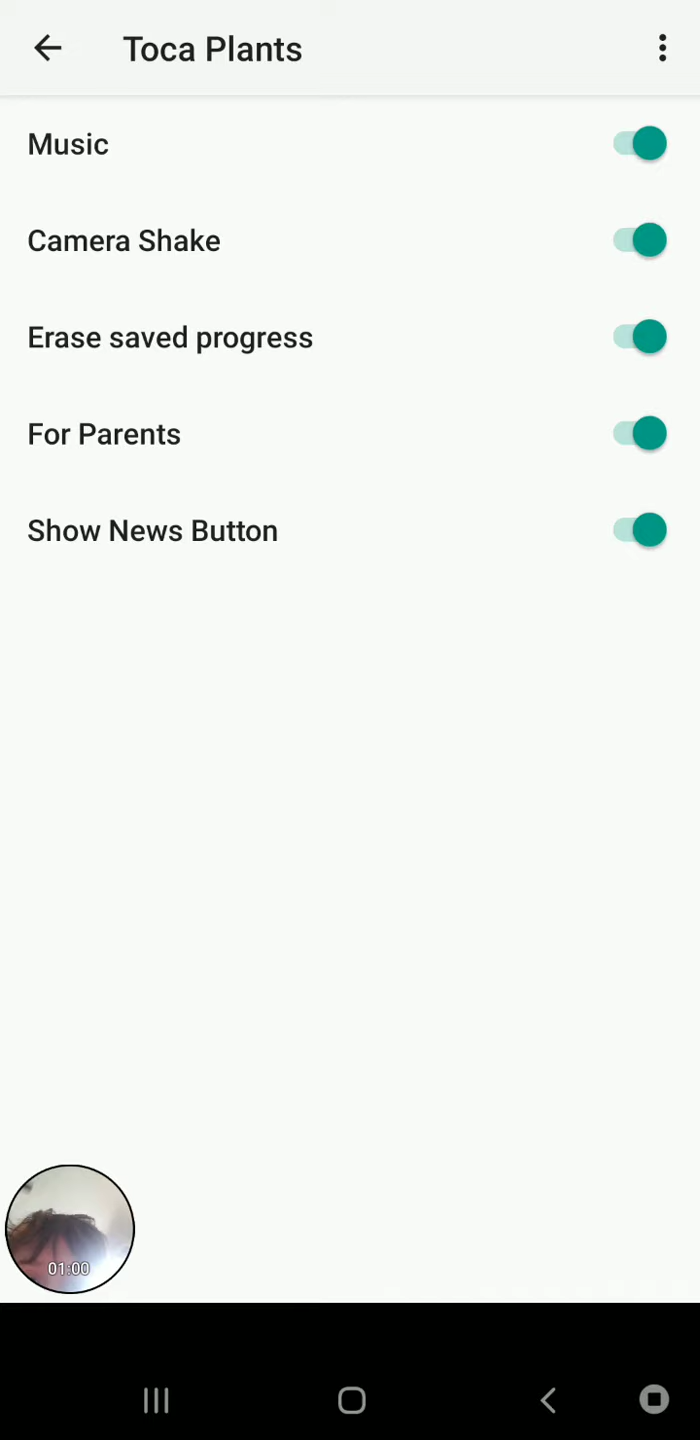 Toca Plants
Music
Camera Shake
Erase saved progress
For Parents
Show News Button
01:00